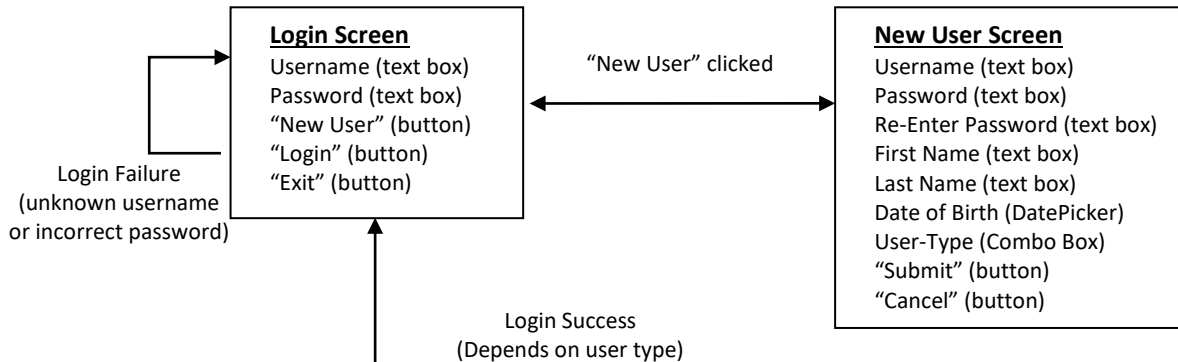 Login Screen
Username (text box)
Password (text box)
“New User” (button)
“Login” (button)
“Exit” (button)
Login Failure
(unknown username
or incorrect password)
“New User” clicked
New User Screen
Username (text box)
Password (text box)
Re-Enter Password (text box)
First Name (text box)
Last Name (text box)
Date of Birth (DatePicker)
User-Type (Combo Box)
“Submit” (button)
“Cancel” (button)
Login Success
(Depends on user type)